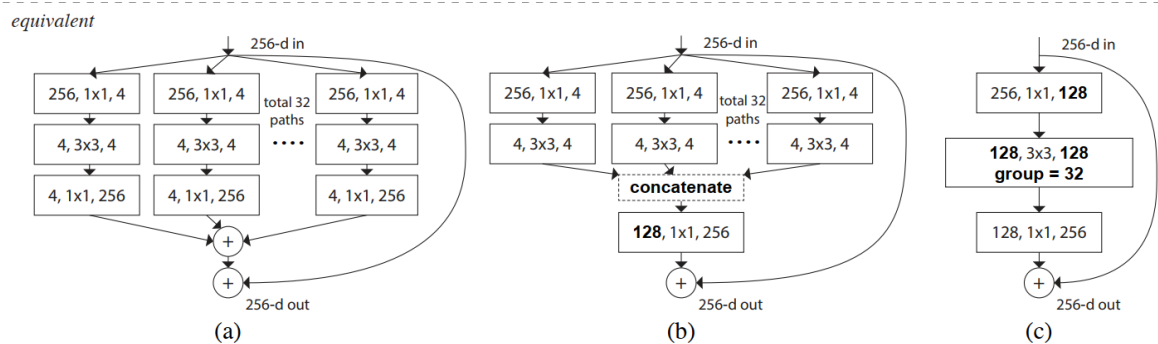 equivalent
256-d in
256, 1x1, 4
256, 1x1, 4
256, 1x1, 4
total 32
paths
....
4, 3x3, 4
4, 3x3, 4
4, 3x3, 4
4, 1x1, 256
4, 1x1, 256
4, 1x1, 256
+
+
256-d out
(a)
256-d in
256, 1x1, 4
256, 1x1, 4
256, 1x1, 4
total 32
paths
....
4, 3x3, 4
4, 3x3, 4
4, 3x3, 4
concatenate
128, 1x1, 256
+
256-d out
(b)
256-d in
256, 1x1, 128
128, 3x3, 128
group = 32
128, 1x1, 256
+
256-d out
(c)